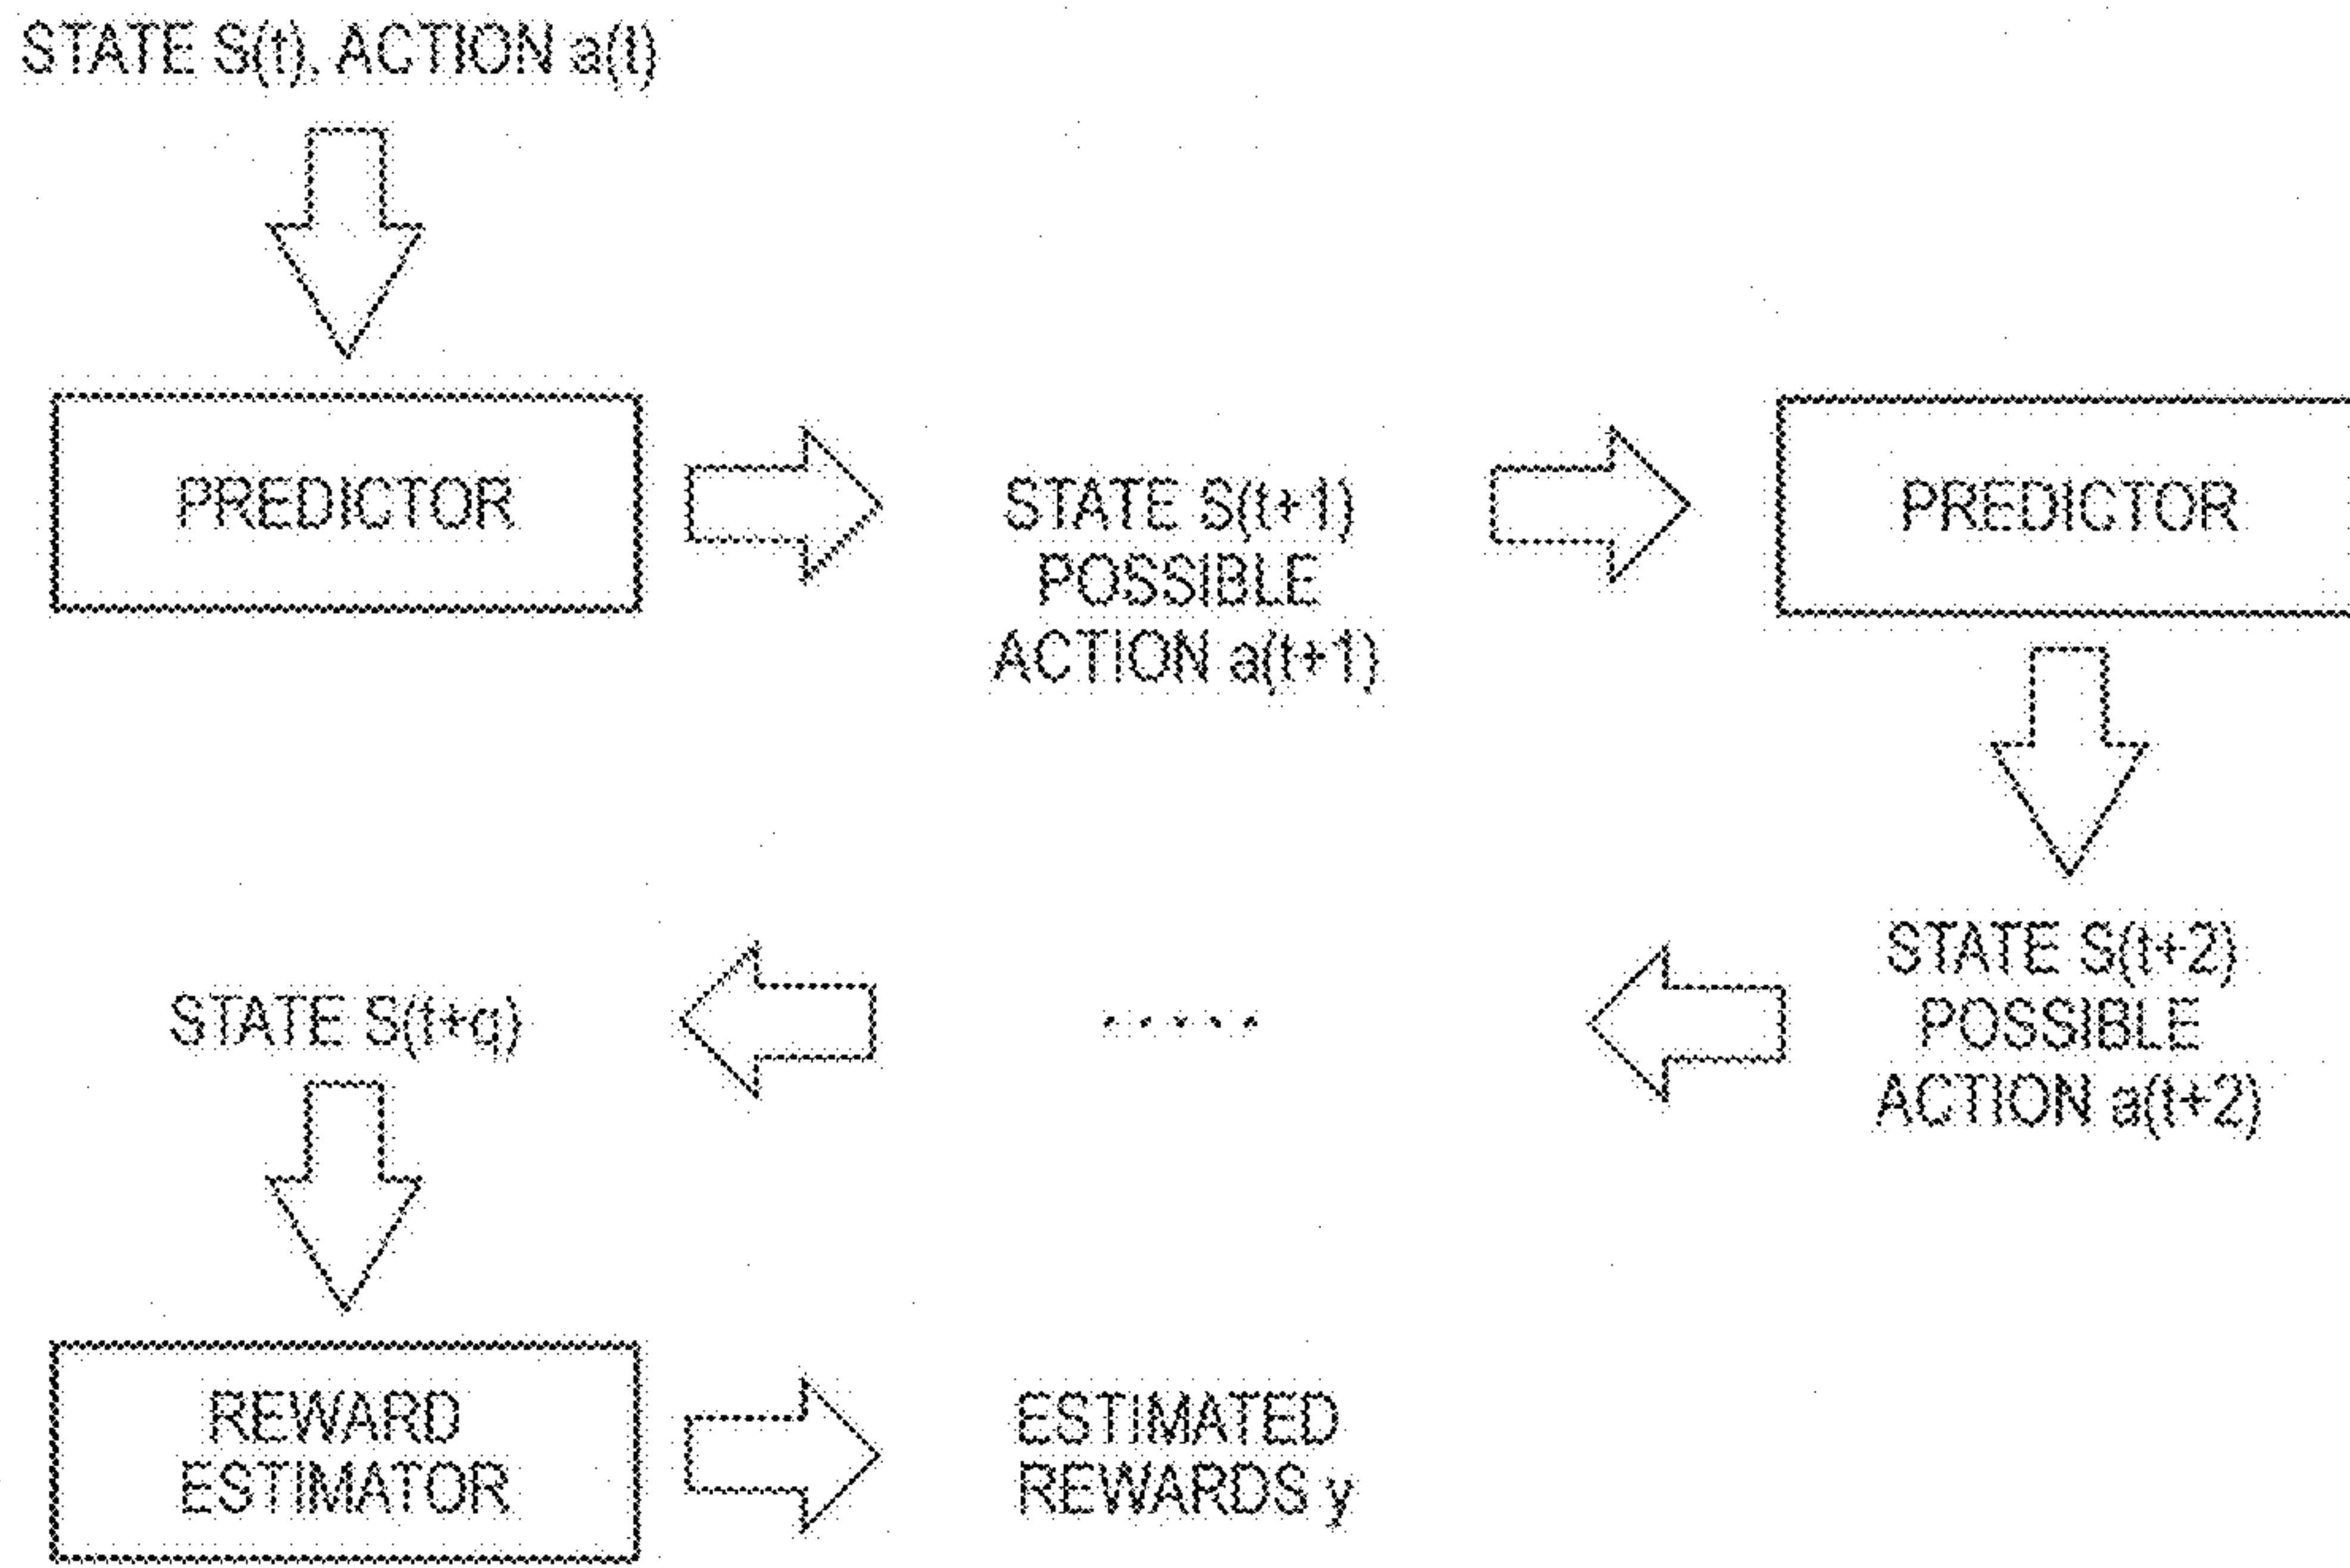 STATE S(t), ACTION a(t)
PREDICTOR
STATE S(t+1)
POSSIBLE
ACTION a(t+1)
PREDICTOR
STATE S(t+2)
POSSIBLE
ACTION a(t+2)
.....
STATE S(t+q)
REWARD
ESTIMATOR
ESTIMATED
REWARDS y